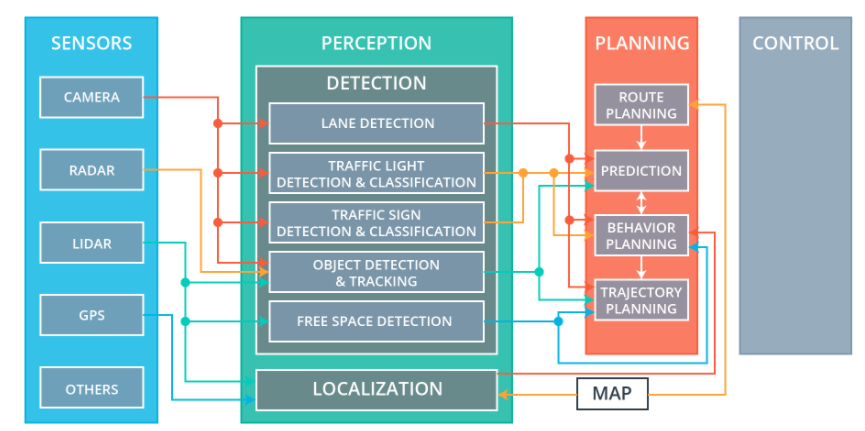 SENSORS
CAMERA
RADAR
LIDAR
GPS
OTHERS
PERCEPTION
DETECTION
LANE DETECTION
TRAFFIC LIGHT
DETECTION & CLASSIFICATION
TRAFFIC SIGN
DETECTION & CLASSIFICATION
OBJECT DETECTION
& TRACKING
FREE SPACE DETECTION
LOCALIZATION
PLANNING
ROUTE
PLANNING
PREDICTION
BEHAVIOR
PLANNING
TRAJECTORY
PLANNING
MAP
CONTROL